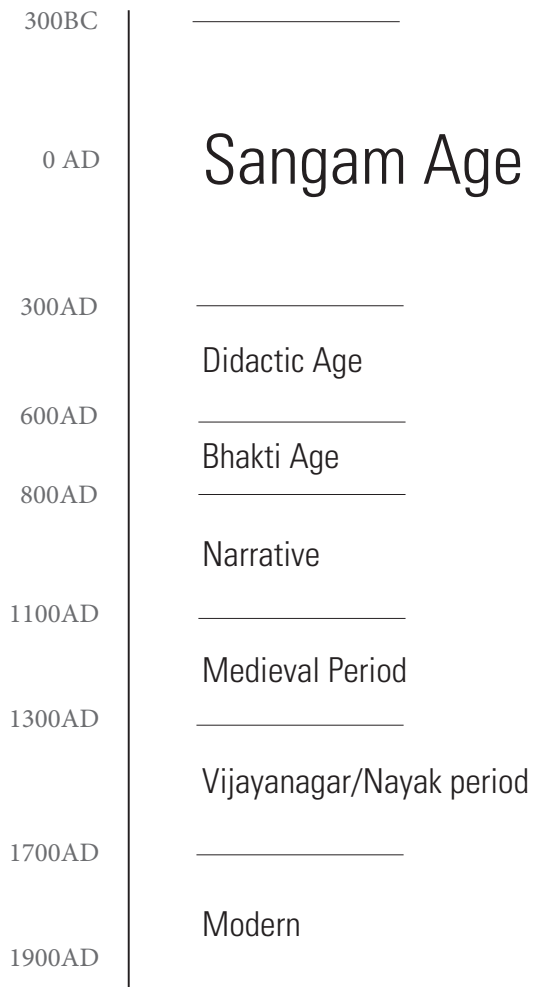 300BC
0 AD
Sangam Age
300AD
Didactic Age
600AD
Bhakti Age
800AD
Narrative
1100AD
Medieval Period
1300AD
Vijayanagar/Nayak period
1700AD
Modern
1900AD